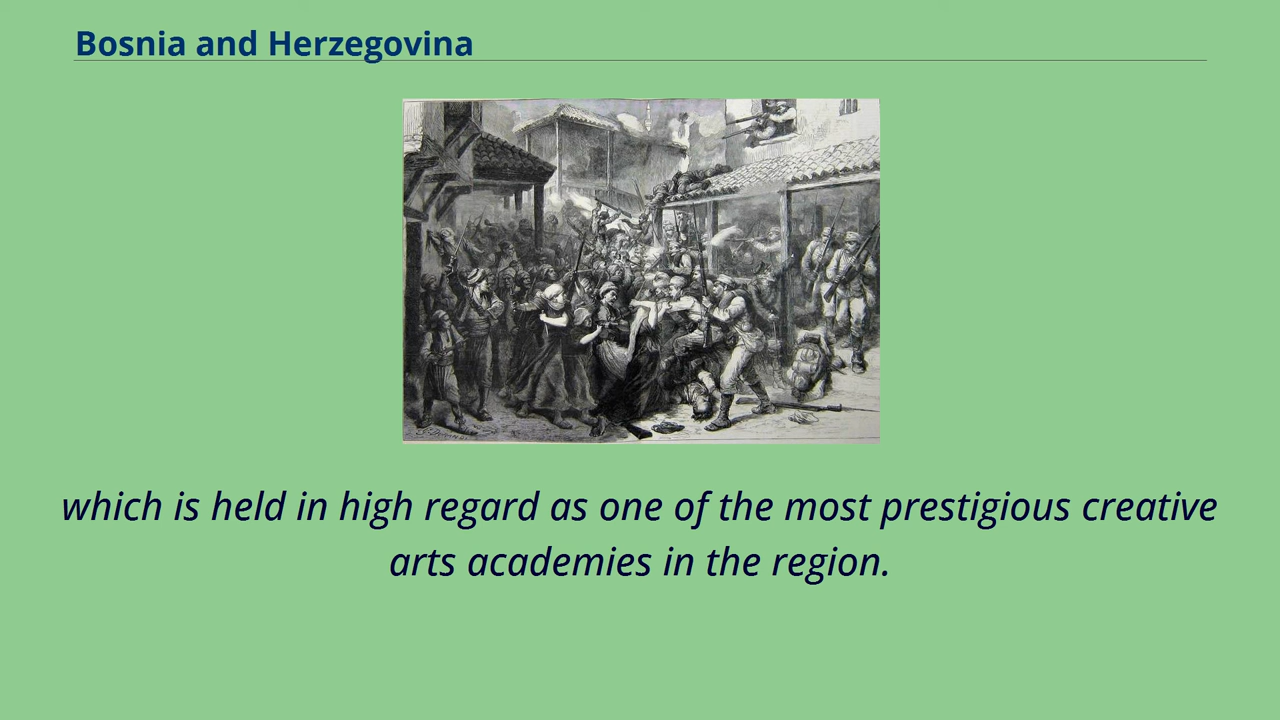 Bosnia and Herzegovina
which is held in high regard as one of the most prestigious creative
arts academies in the region.